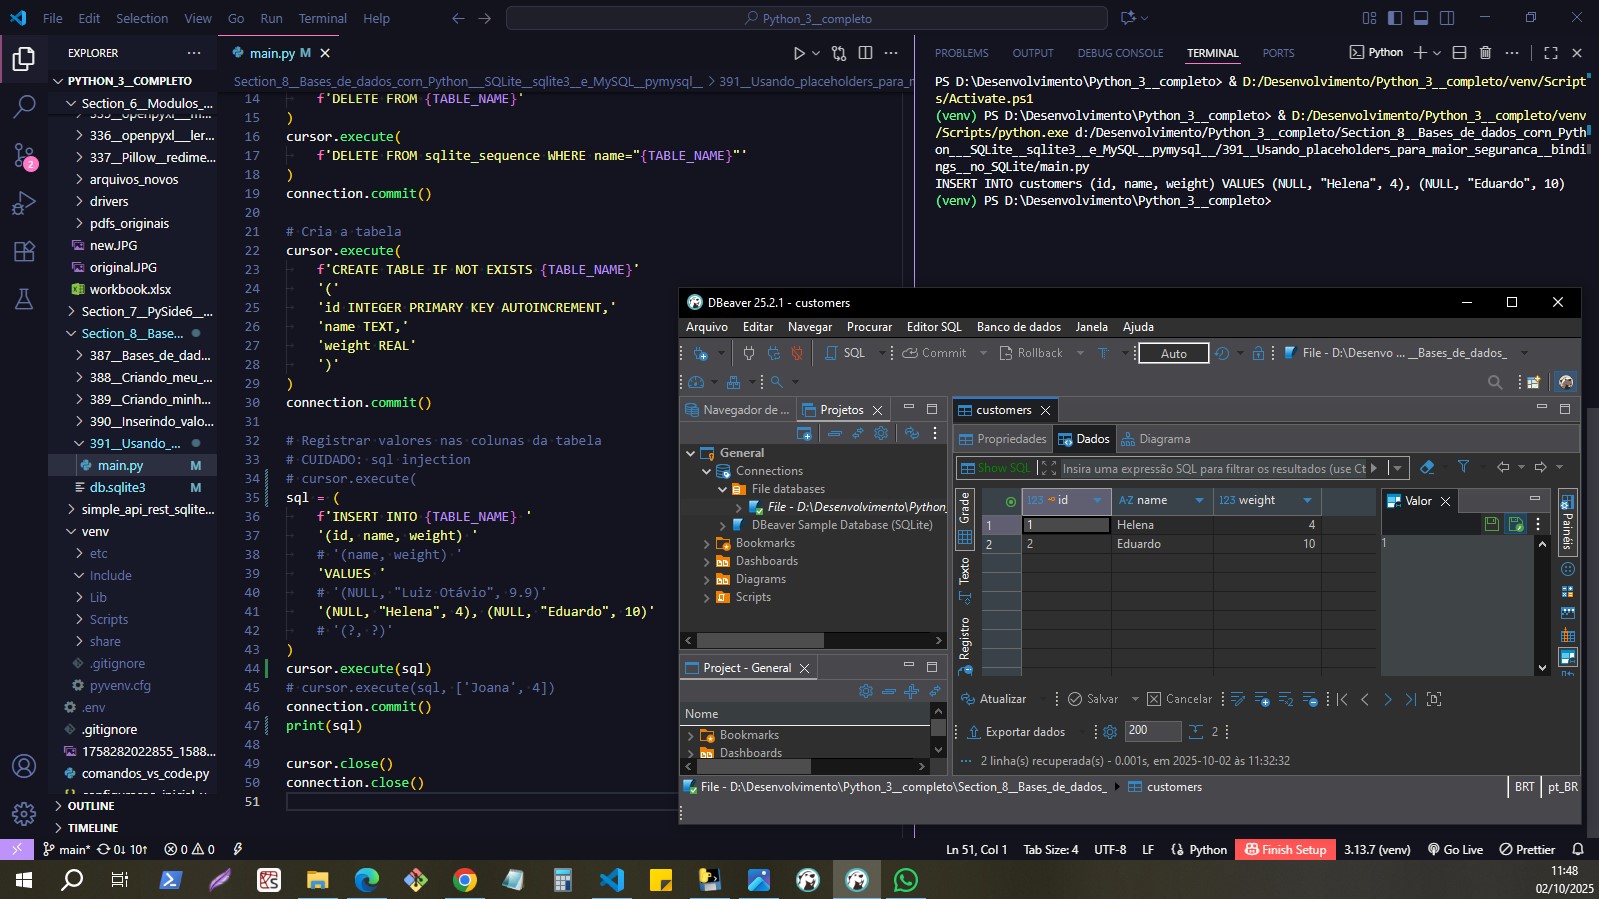 File Edit Selection View Go Run Terminal Help
Python_3__completo
EXPLORER
PYTHON_3__COMPLETO
Section_6__Modulos_...
336__openpyxl__ler...
337__Pillow__redime...
arquivos_novos
drivers
pdfs_originais
new.JPG
original.JPG
workbook.xlsx
Section_7__PySide6__...
Section_8__Base...
387__Bases_de_dad...
388__Criando_meu_...
389__Criando_minh...
390__Inserindo_valo...
391__Usando_...
main.py M
db.sqlite3 M
simple_api_rest_sqlite...
venv
etc
Include
Lib
Scripts
share
.gitignore
pyvenv.cfg
.env
.gitignore
1758282022855_1588...
comandos_vs_code.py
OUTLINE
TIMELINE
main.py M
Section_8__Bases_de_dados_com_Python___SQLite__sqlite3__e_MySQL__pymysql__ > 391__Usando_placeholders_para_r
14 f'DELETE FROM {TABLE_NAME}'
15 )
16 cursor.execute(
17 f'DELETE FROM sqlite_sequence WHERE name="{TABLE_NAME}"'
18 )
19 connection.commit()
20
21 # Cria a tabela
22 cursor.execute(
23 f'CREATE TABLE IF NOT EXISTS {TABLE_NAME}'
24 '('
25 'id INTEGER PRIMARY KEY AUTOINCREMENT,'
26 'name TEXT,'
27 'weight REAL'
28 ')'
29 )
30 connection.commit()
31
32 # Registrar valores nas colunas da tabela
33 # CUIDADO: sql injection
34 # cursor.execute(
35 sql = (
36 f'INSERT INTO {TABLE_NAME} '
37 '(id, name, weight) '
38 # '(name, weight) '
39 'VALUES '
40 # '(NULL, "Luiz Otávio", 9.9)'
41 '(NULL, "Helena", 4), (NULL, "Eduardo", 10)'
42 # '(?, ?)'
43 )
44 cursor.execute(sql)
45 # cursor.execute(sql, ['Joana', 4])
46 connection.commit()
47 print(sql)
48
49 cursor.close()
50 connection.close()
51
PROBLEMS OUTPUT DEBUG CONSOLE TERMINAL PORTS
Python
PS D:\Desenvolvimento\Python_3__completo> & D:/Desenvolvimento/Python_3__completo/venv/Script
s/Activate.ps1
(venv) PS D:\Desenvolvimento\Python_3__completo> & D:/Desenvolvimento/Python_3__completo/venv
/Scripts/python.exe d:/Desenvolvimento/Python_3__completo/Section_8__Bases_de_dados_com_Pyth
on___SQLite__sqlite3__e_MySQL__pymysql__/391__Usando_placeholders_para_maior_seguranca__bindi
ngs__no_SQLite/main.py
INSERT INTO customers (id, name, weight) VALUES (NULL, "Helena", 4), (NULL, "Eduardo", 10)
(venv) PS D:\Desenvolvimento\Python_3__completo>
DBeaver 25.2.1 - customers
Arquivo Editar Navegar Procurar Editor SQL Banco de dados Janela Ajuda
SQL Commit Rollback T Auto File - D:\Desenvo ... __Bases_de_dados_
Navegador de ... Projetos
General
Connections
File databases
File - D:\Desenvolvimento\Python_
DBeaver Sample Database (SQLite)
Bookmarks
Dashboards
Diagrams
Scripts
Project - General
Nome
Bookmarks
Dashboards
customers
Propriedades Dados Diagrama
Show SQL Insira uma expressão SQL para filtrar os resultados (use Ct
Grade
Texto
Registro
123 id A-Z name 123 weight
1 1 Helena 4
2 2 Eduardo 10
Valor
1
Painéis
Atualizar Salvar Cancelar
Exportar dados 200 2
2 linha(s) recuperada(s) - 0.001s, em 2025-10-02 às 11:32:32
File - D:\Desenvolvimento\Python_3__completo\Section_8__Bases_de_dados_ customers
BRT pt_BR
main* 0↓ 10↑ 0 0
Ln 51, Col 1 Tab Size: 4 UTF-8 LF Python Finish Setup 3.13.7 (venv) Go Live Prettier
11:48
02/10/2025